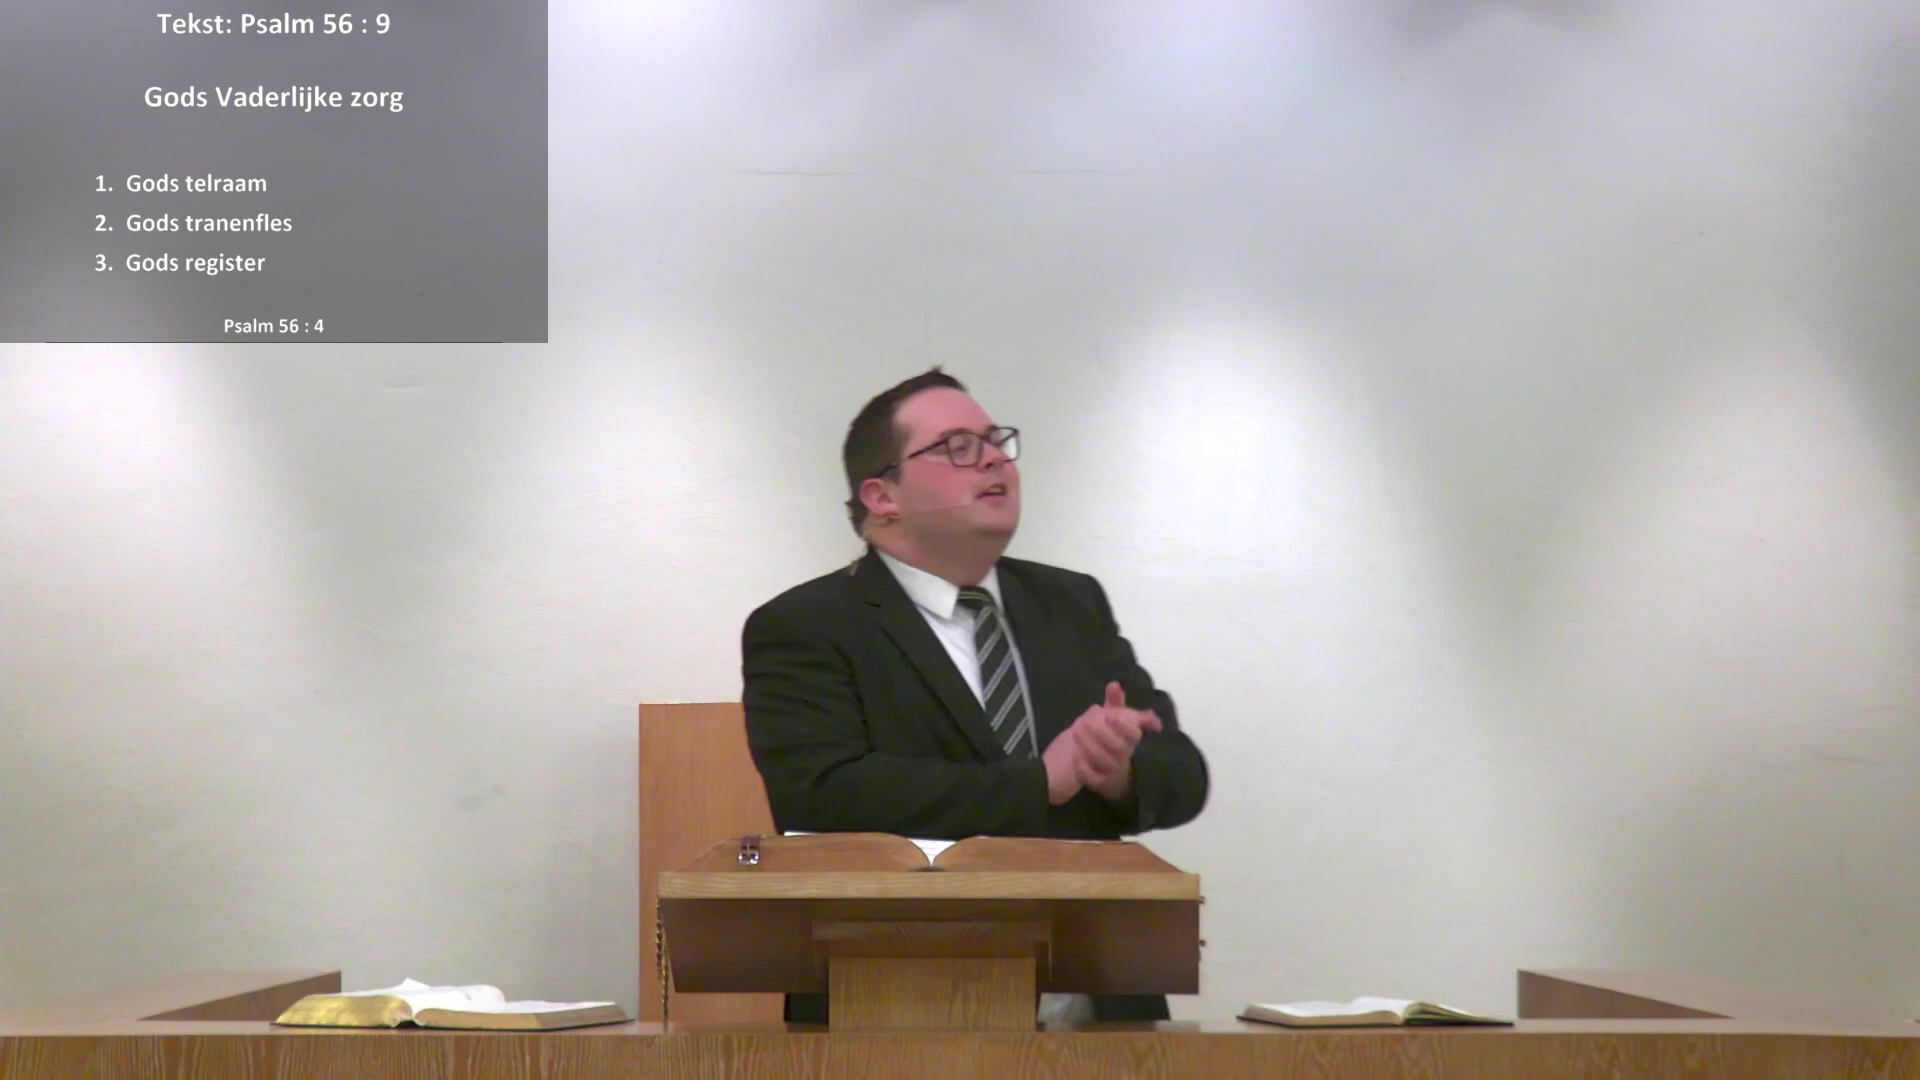 Tekst: Psalm 56 : 9
Gods Vaderlijke zorg
1. Gods telraam
2. Gods tranenfles
3. Gods register
Psalm 56 : 4